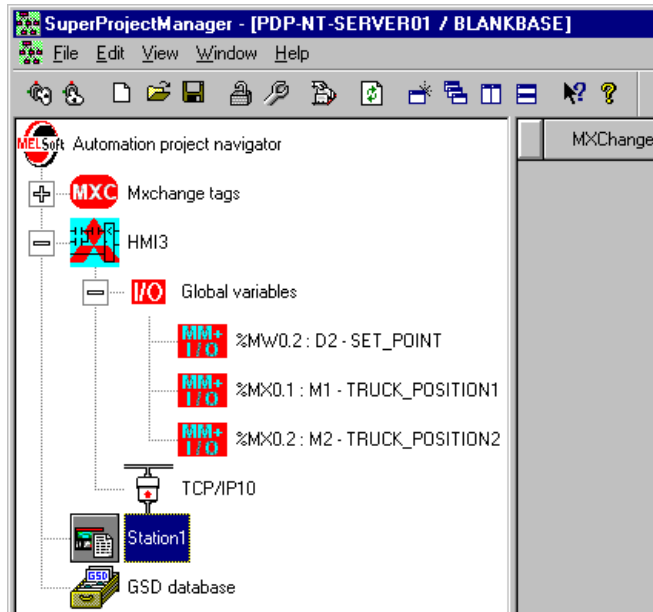 SuperProjectManager - [PDP-NT-SERVER01 / BLANKBASE]
File Edit View Window Help
MELSoft Automation project navigator
MXChange
MXC Mxchange tags
HMI3
I/O Global variables
MM+ I/O %MW0.2 : D2 - SET_POINT
MM+ I/O %MX0.1 : M1 - TRUCK_POSITION1
MM+ I/O %MX0.2 : M2 - TRUCK_POSITION2
TCP/IP10
Station1
GSD GSD database